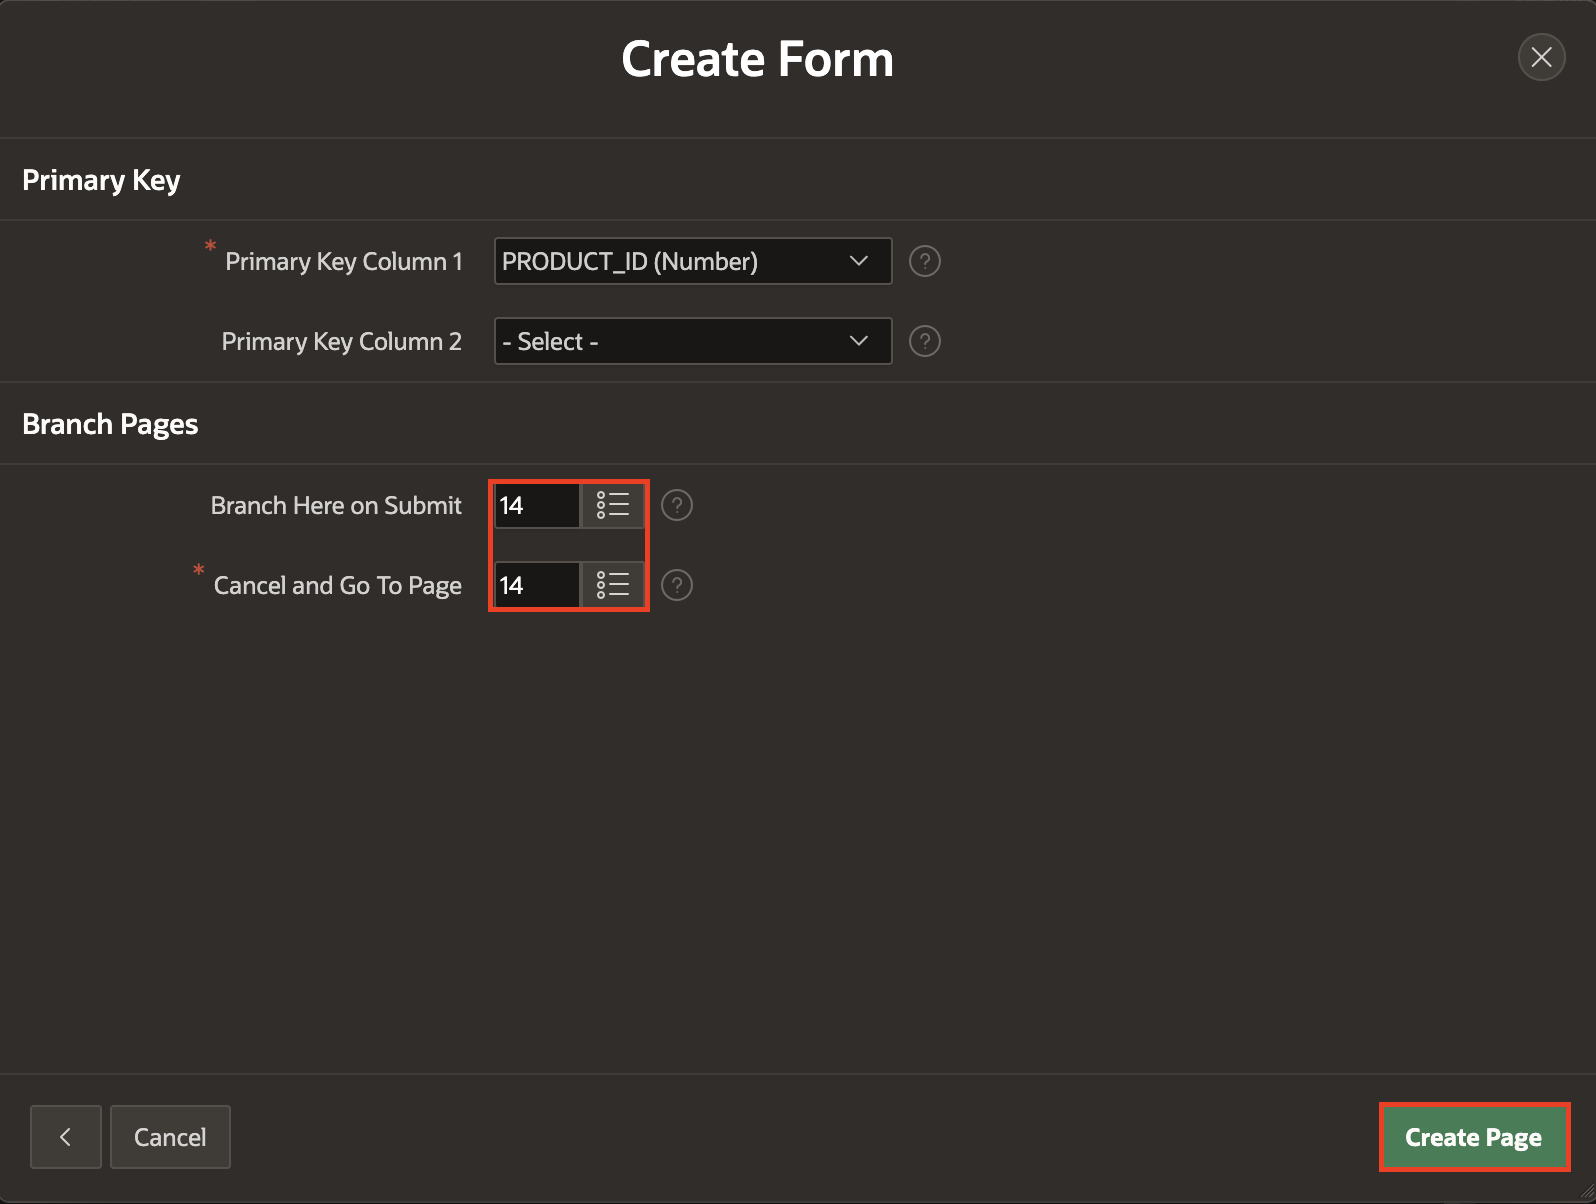 Create Form
Primary Key
* Primary Key Column 1 PRODUCT_ID (Number) ?
Primary Key Column 2 - Select - ?
Branch Pages
Branch Here on Submit 14 ?
* Cancel and Go To Page 14 ?
Cancel
Create Page